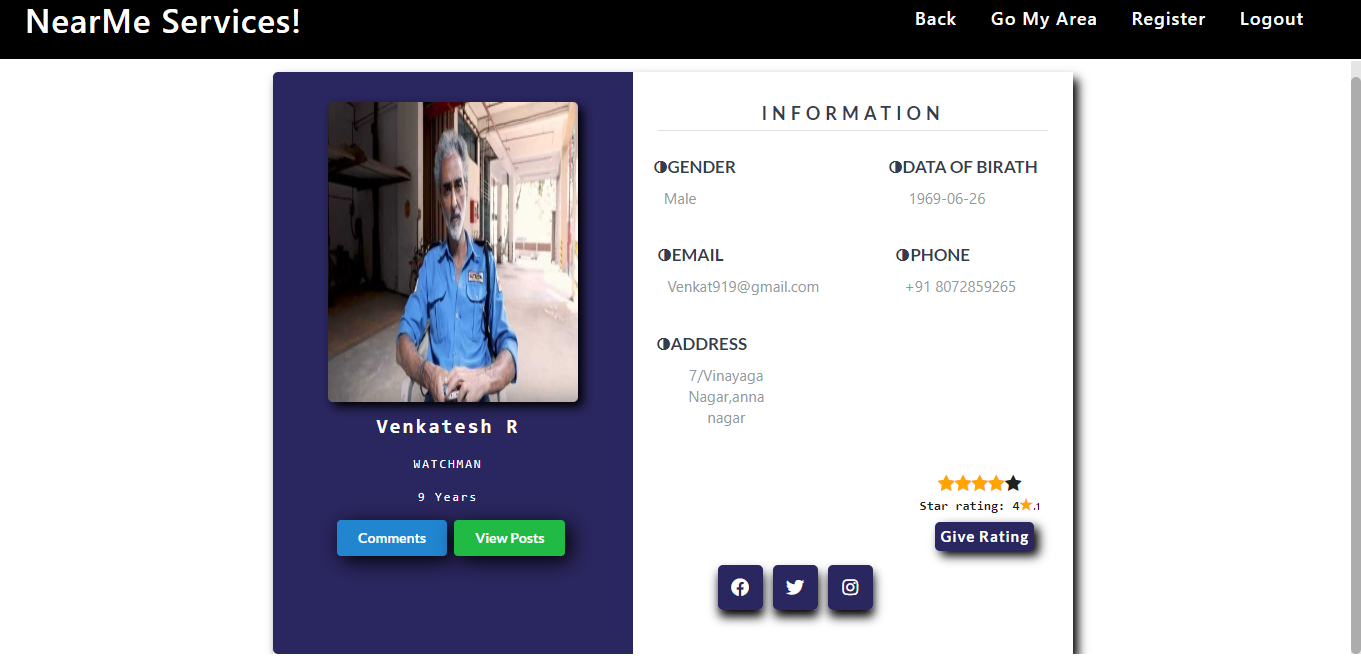 NearMe Services!
Back Go My Area Register Logout
INFORMATION
GENDER
Male
DATA OF BIRATH
1969-06-26
EMAIL
Venkat919@gmail.com
PHONE
+91 8072859265
ADDRESS
7/Vinayaga
Nagar,anna
nagar
Venkatesh R
WATCHMAN
9 Years
Comments View Posts
Star rating: 4★.1
Give Rating